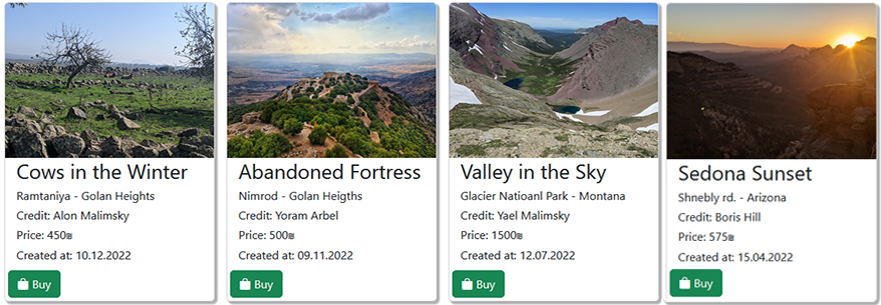 Cows in the Winter
Ramtaniya - Golan Heights
Credit: Alon Malimsky
Price: 450₪
Created at: 10.12.2022
Buy
Abandoned Fortress
Nimrod - Golan Heigths
Credit: Yoram Arbel
Price: 500₪
Created at: 09.11.2022
Buy
Valley in the Sky
Glacier Natioanl Park - Montana
Credit: Yael Malimsky
Price: 1500₪
Created at: 12.07.2022
Buy
Sedona Sunset
Shnebly rd. - Arizona
Credit: Boris Hill
Price: 575₪
Created at: 15.04.2022
Buy